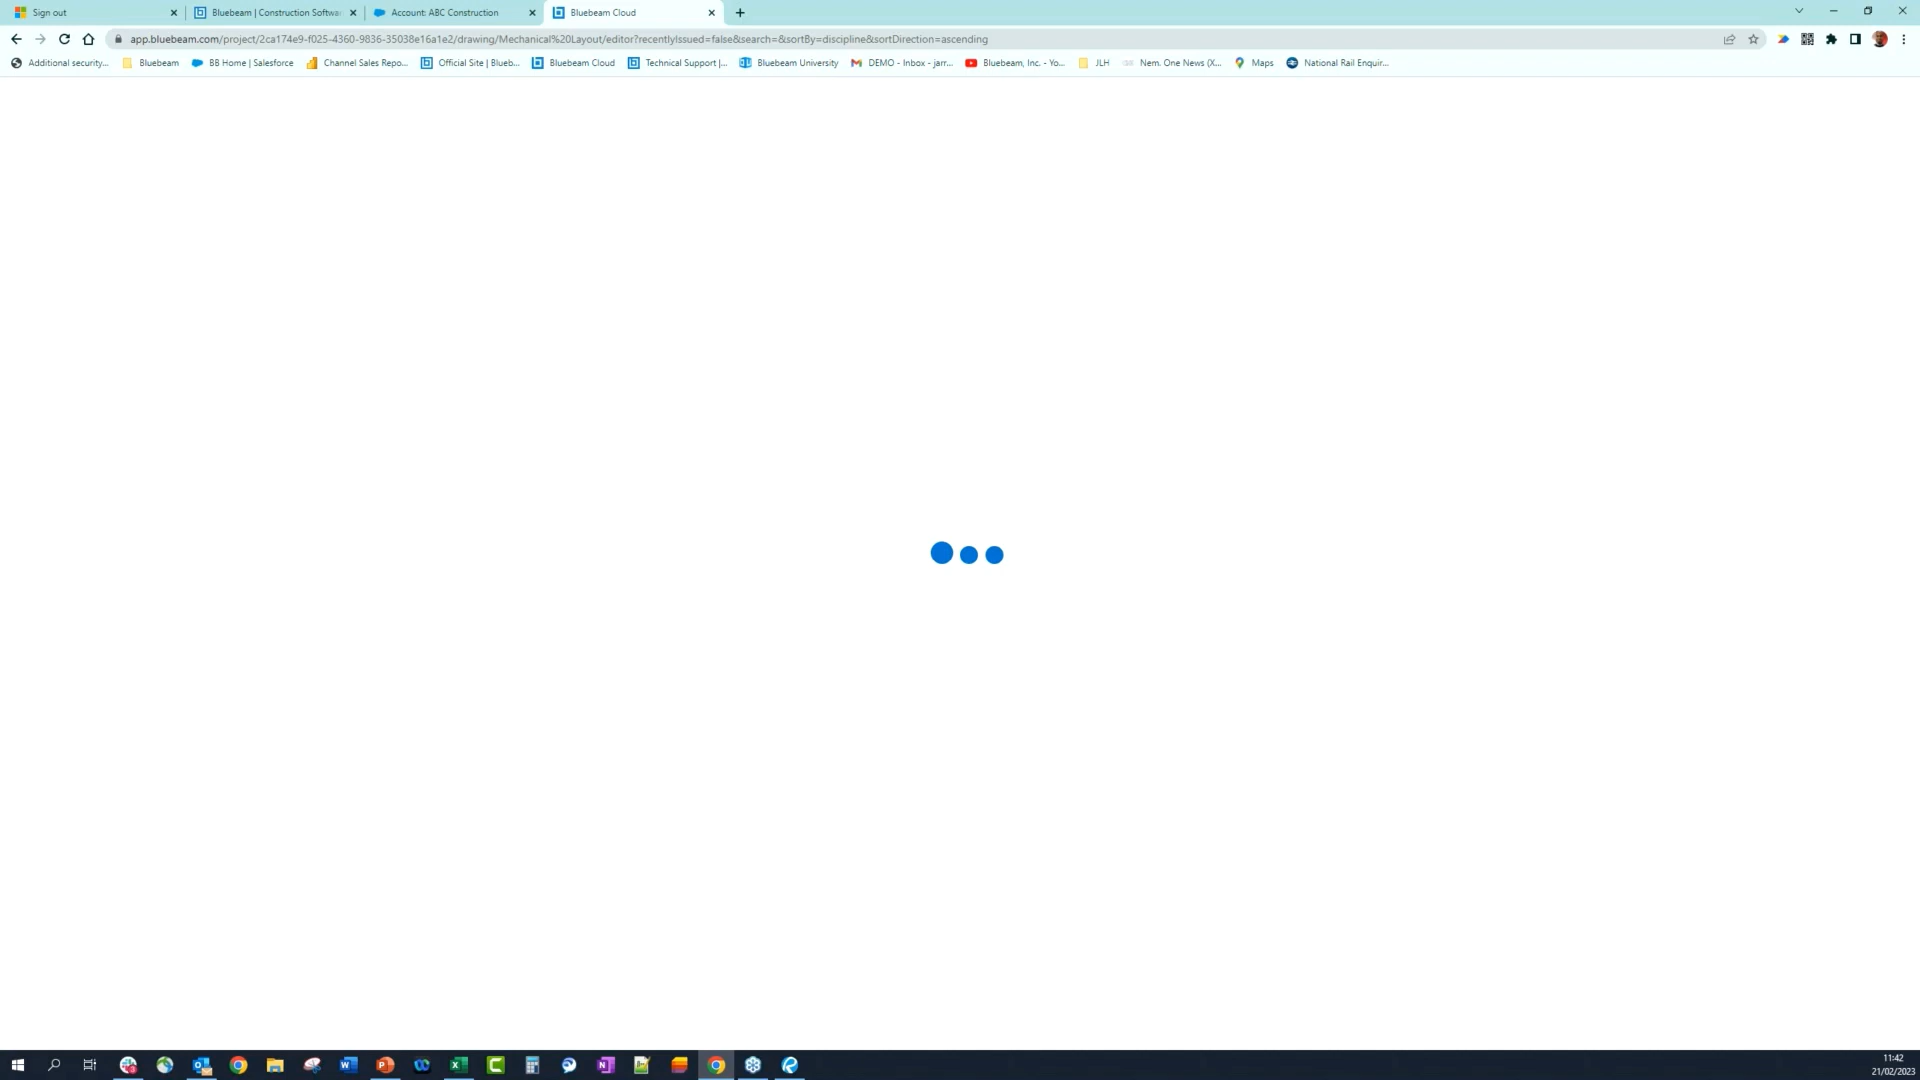 Sign out
Bluebeam | Construction Softwa
Account: ABC Construction
Bluebeam Cloud
app.bluebeam.com/project/2ca174e9-f025-4360-9836-35038e16a1e2/drawing/Mechanical%20Layout/editor?recentlyIssued=false&search=&sortBy=discipline&sortDirection=ascending
Additional security...
Bluebeam
BB Home | Salesforce
Channel Sales Repo...
Official Site | Blueb...
Bluebeam Cloud
Technical Support |...
Bluebeam University
DEMO - Inbox - jarr...
Bluebeam, Inc. - Yo...
JLH
Nem. One News (X...
Maps
National Rail Enquir...
11:42
21/02/2023